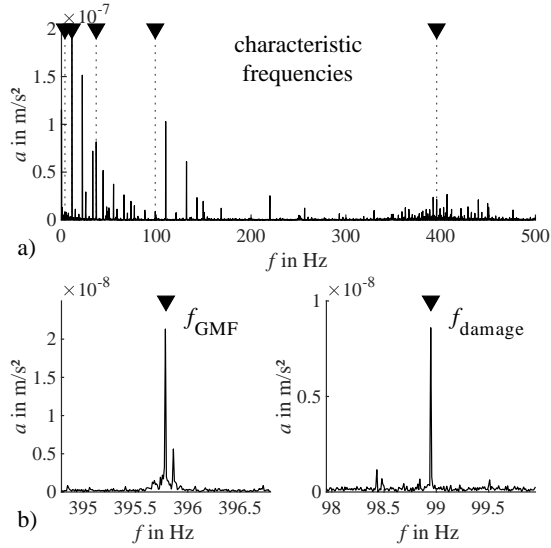 ×10⁻⁷
2
1.5
1
0.5
0
a in m/s²
characteristic
frequencies
0 100 200 300 400 500
a) f in Hz
×10⁻⁸
2
1.5
1
0.5
0
a in m/s²
f_GMF
395 395.5 396 396.5
f in Hz
×10⁻⁸
1
0.5
0
a in m/s²
f_damage
98 98.5 99 99.5
f in Hz
b)